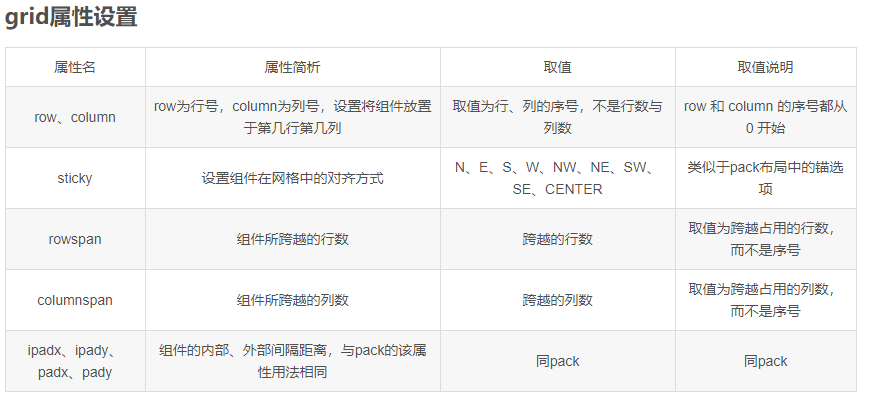 grid属性设置
属性名 属性简析 取值 取值说明
row、column
row为行号，column为列号，设置将组件放置
于第几行第几列
取值为行、列的序号，不是行数与
列数
row 和 column 的序号都从
0 开始
sticky
设置组件在网格中的对齐方式
N、E、S、W、NW、NE、SW、
SE、CENTER
类似于pack布局中的锚选
项
rowspan
组件所跨越的行数
跨越的行数
取值为跨越占用的行数，
而不是序号
columnspan
组件所跨越的列数
跨越的列数
取值为跨越占用的列数，
而不是序号
ipadx、ipady、
padx、pady
组件的内部、外部间隔距离，与pack的该属
性用法相同
同pack
同pack